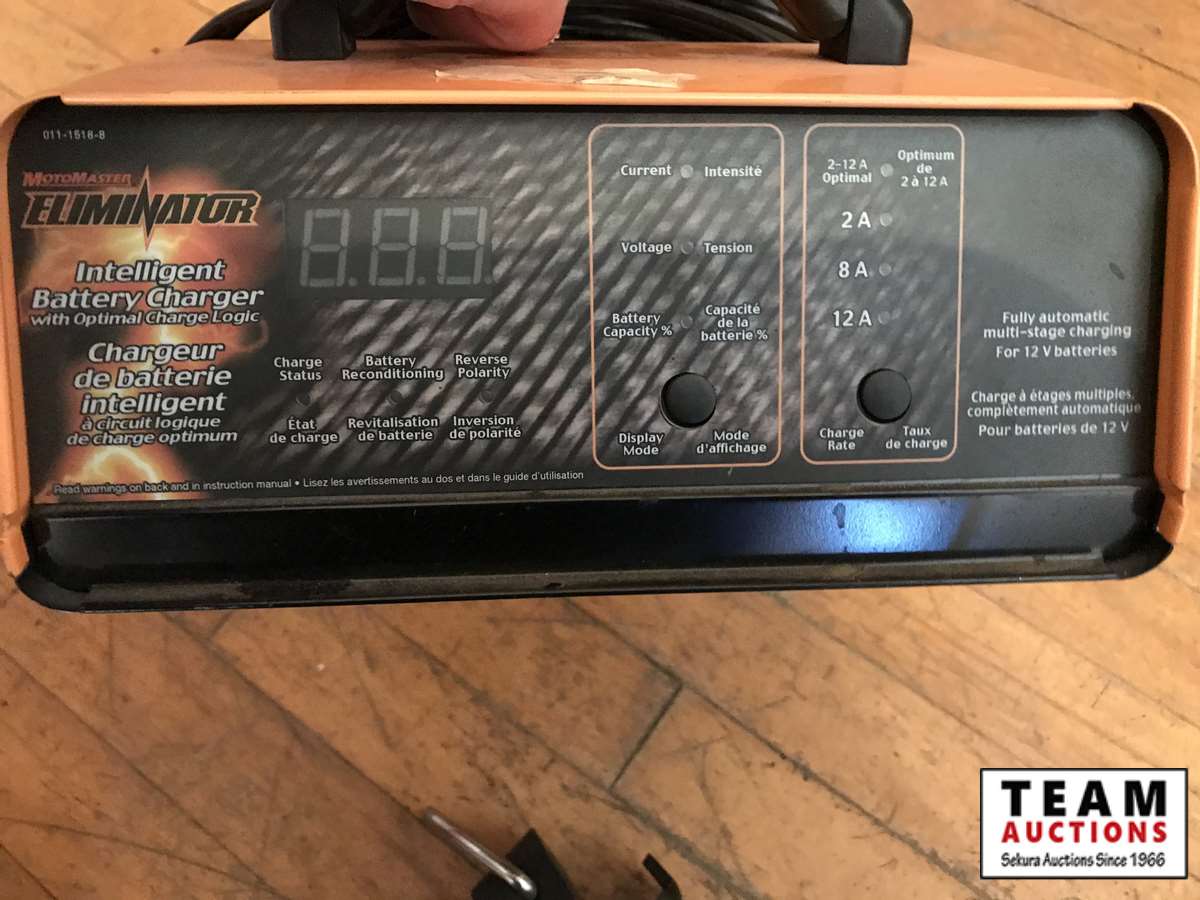 011-1518-8
MOTOMASTER
ELIMINATOR
Intelligent
Battery Charger
with Optimal Charge Logic
Chargeur
de batterie
intelligent
à circuit logique
de charge optimum
8.8.8
Charge
Status
Battery
Reconditioning
Reverse
Polarity
État
de charge
Revitalisation
de batterie
Inversion
de polarité
Read warnings on back and in instruction manual • Lisez les avertissements au dos et dans le guide d'utilisation
Current
Intensité
Voltage
Tension
Battery
Capacity %
Capacité
de la
batterie %
Display
Mode
Mode
d'affichage
2-12 A
Optimal
Optimum
de
2 à 12 A
2 A
8 A
12 A
Charge
Rate
Taux
de charge
Fully automatic
multi-stage charging
For 12 V batteries
Charge à étages multiples,
complètement automatique
Pour batteries de 12 V
TEAM
AUCTIONS
Sekura Auctions Since 1966